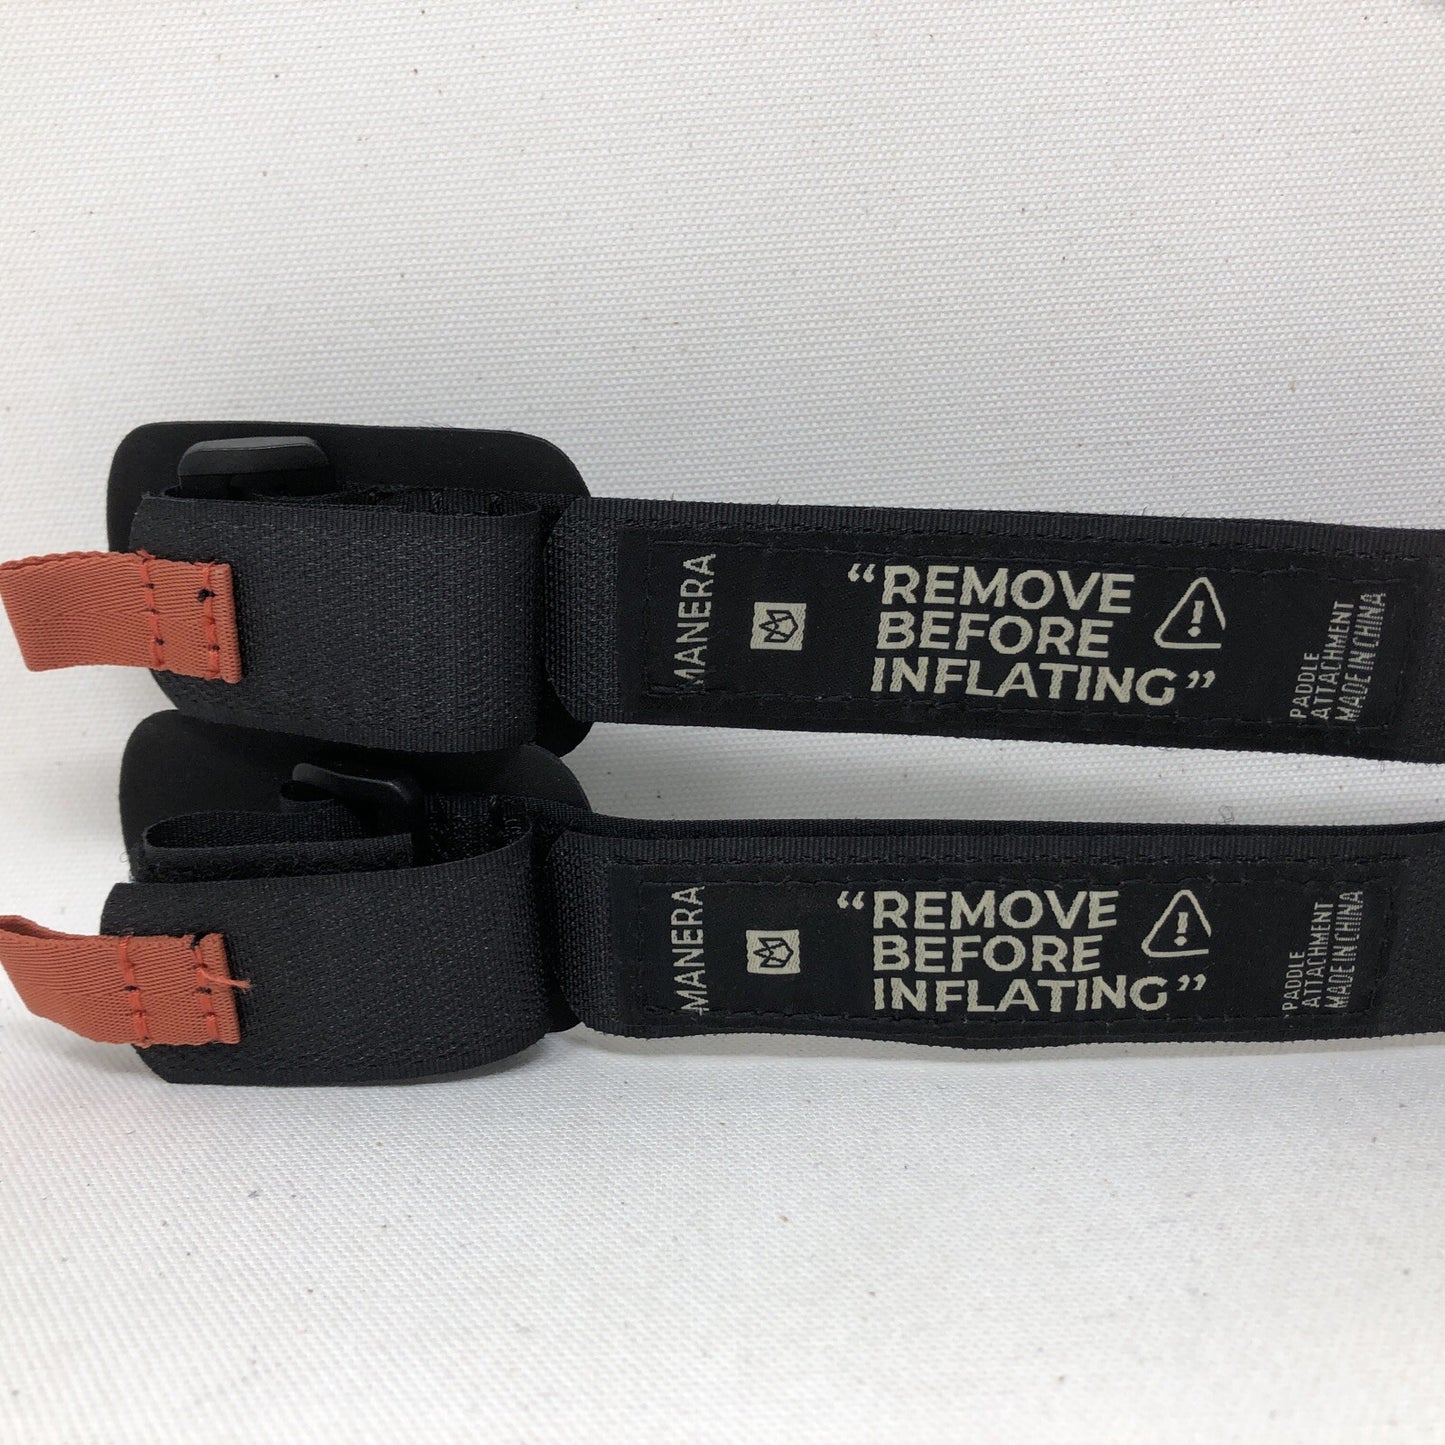 MANERA
“REMOVE
BEFORE
INFLATING”
PADDLE
ATTACHMENT
MADE IN CHINA
MANERA
“REMOVE
BEFORE
INFLATING”
PADDLE
ATTACHMENT
MADE IN CHINA